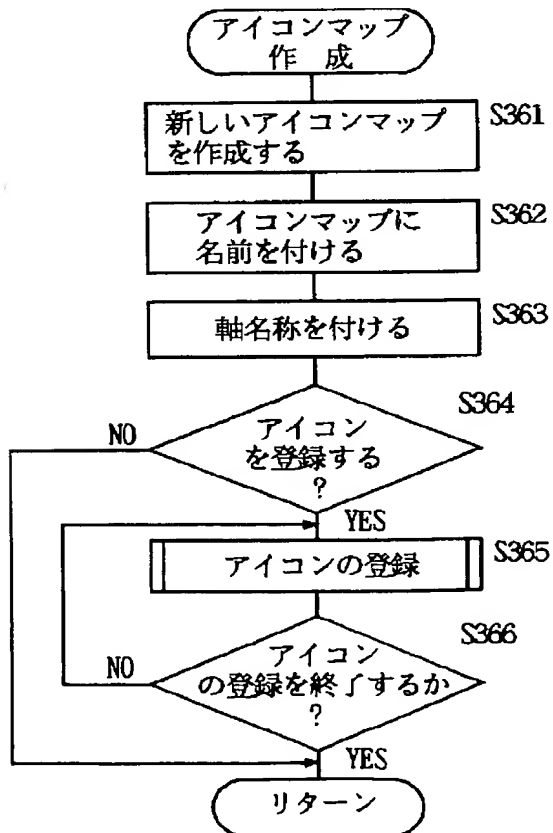 アイコンマップ
作 成
新しいアイコンマップ
を作成する
S361
アイコンマップに
名前を付ける
S362
軸名称を付ける
S363
S364
アイコン
を登録する
?
NO
YES
アイコンの登録
S365
S366
アイコン
の登録を終了するか
?
NO
YES
リターン